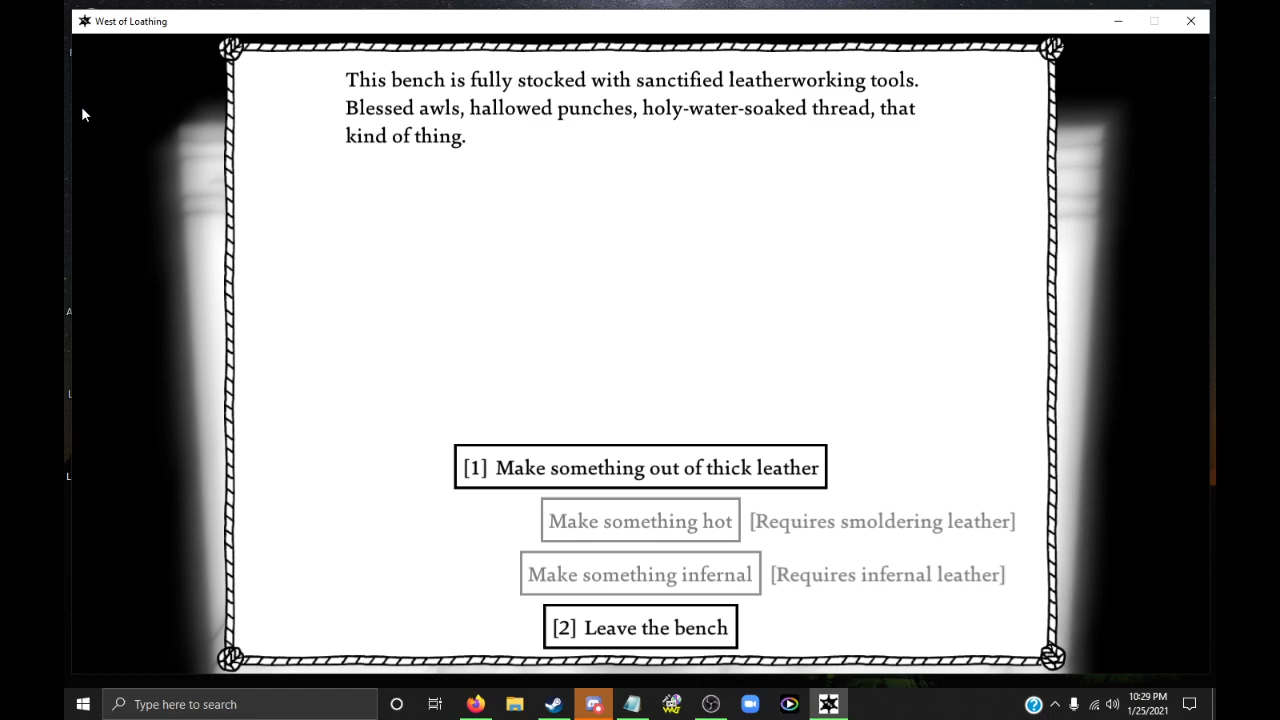 West of Loathing
This bench is fully stocked with sanctified leatherworking tools.
Blessed awls, hallowed punches, holy-water-soaked thread, that
kind of thing.
[1] Make something out of thick leather
Make something hot [Requires smoldering leather]
Make something infernal [Requires infernal leather]
[2] Leave the bench
Type here to search
10:29 PM
1/25/2021